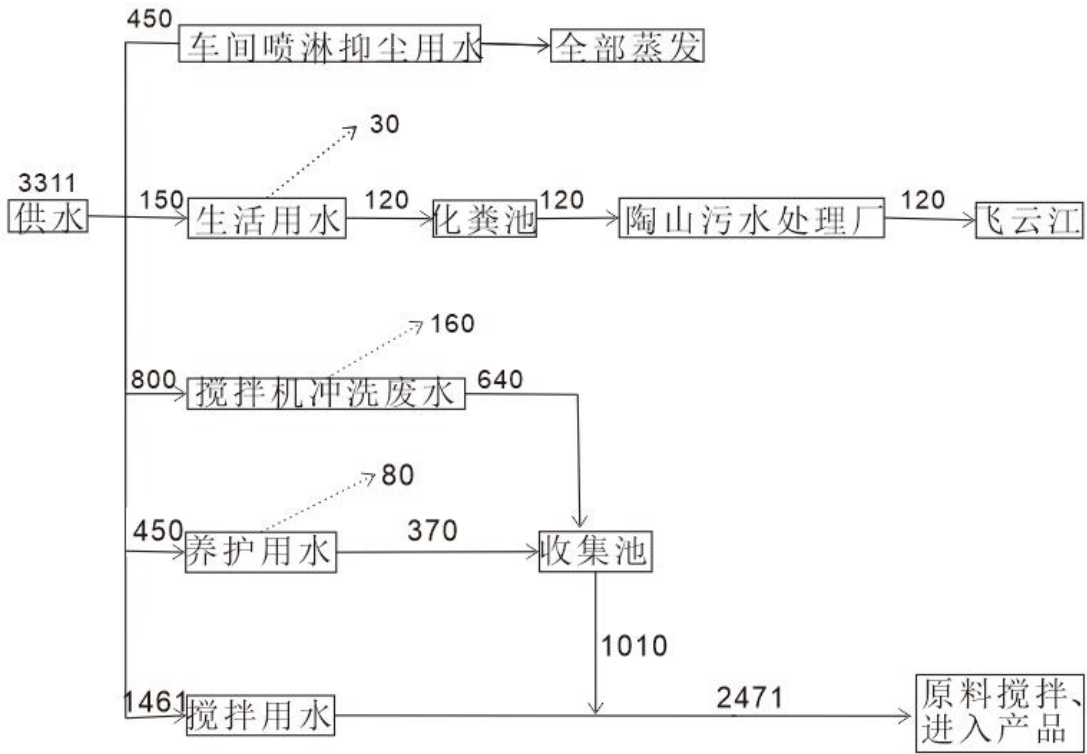 450
车间喷淋抑尘用水
全部蒸发
30
3311
供水
150
生活用水
120
化粪池
120
陶山污水处理厂
120
飞云江
160
800
搅拌机冲洗废水
640
80
450
养护用水
370
收集池
1010
1461
搅拌用水
2471
原料搅拌、
进入产品